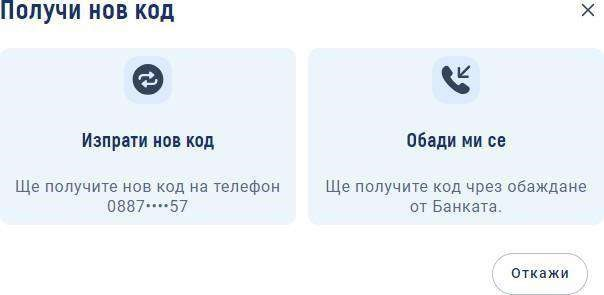 Получи нов код
Изпрати нов код
Ще получите нов код на телефон
0887••••57
Обади ми се
Ще получите код чрез обаждане
от Банката.
Откажи